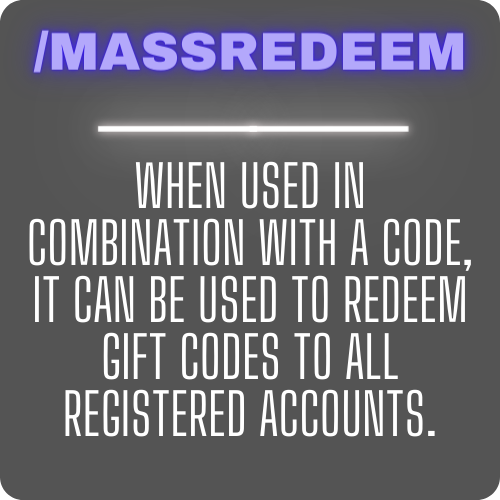 /MASSREDEEM
WHEN USED IN
COMBINATION WITH A CODE,
IT CAN BE USED TO REDEEM
GIFT CODES TO ALL
REGISTERED ACCOUNTS.